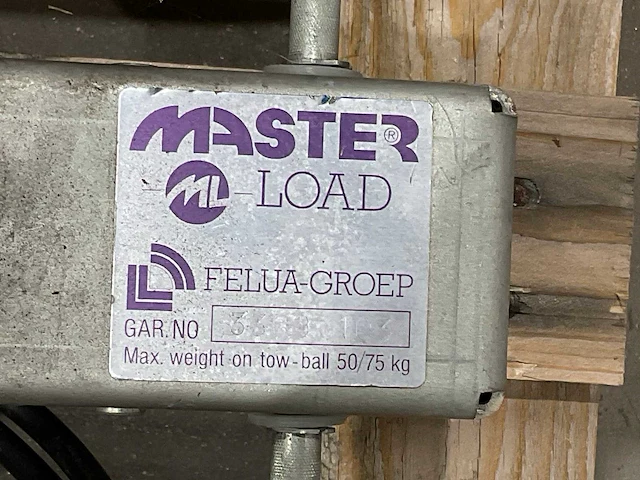 MASTER®
ML LOAD
FELUA-GROEP
GAR. NO
Max. weight on tow-ball 50/75 kg